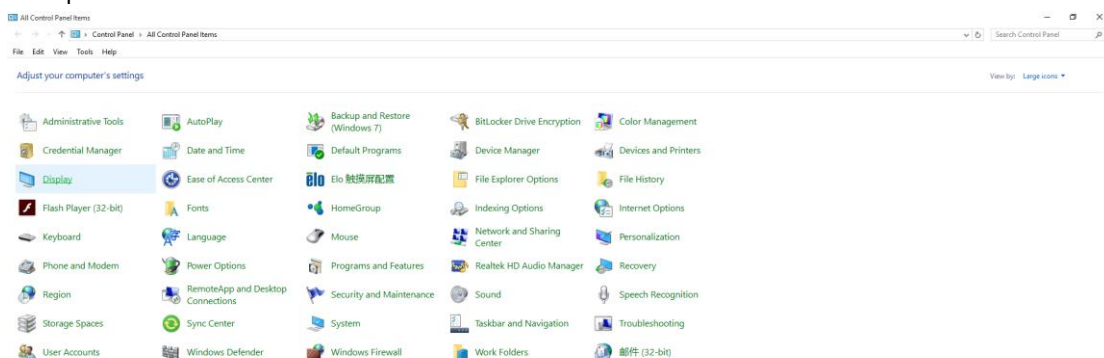 All Control Panel Items
Control Panel › All Control Panel Items
Search Control Panel
File Edit View Tools Help
Adjust your computer's settings
View by: Large icons
Administrative Tools
AutoPlay
Backup and Restore
(Windows 7)
BitLocker Drive Encryption
Color Management
Credential Manager
Date and Time
Default Programs
Device Manager
Devices and Printers
Display
Ease of Access Center
elo Elo 触摸屏配置
File Explorer Options
File History
Flash Player (32-bit)
Fonts
HomeGroup
Indexing Options
Internet Options
Keyboard
Language
Mouse
Network and Sharing
Center
Personalization
Phone and Modem
Power Options
Programs and Features
Realtek HD Audio Manager
Recovery
Region
RemoteApp and Desktop
Connections
Security and Maintenance
Sound
Speech Recognition
Storage Spaces
Sync Center
System
Taskbar and Navigation
Troubleshooting
User Accounts
Windows Defender
Windows Firewall
Work Folders
邮件 (32-bit)